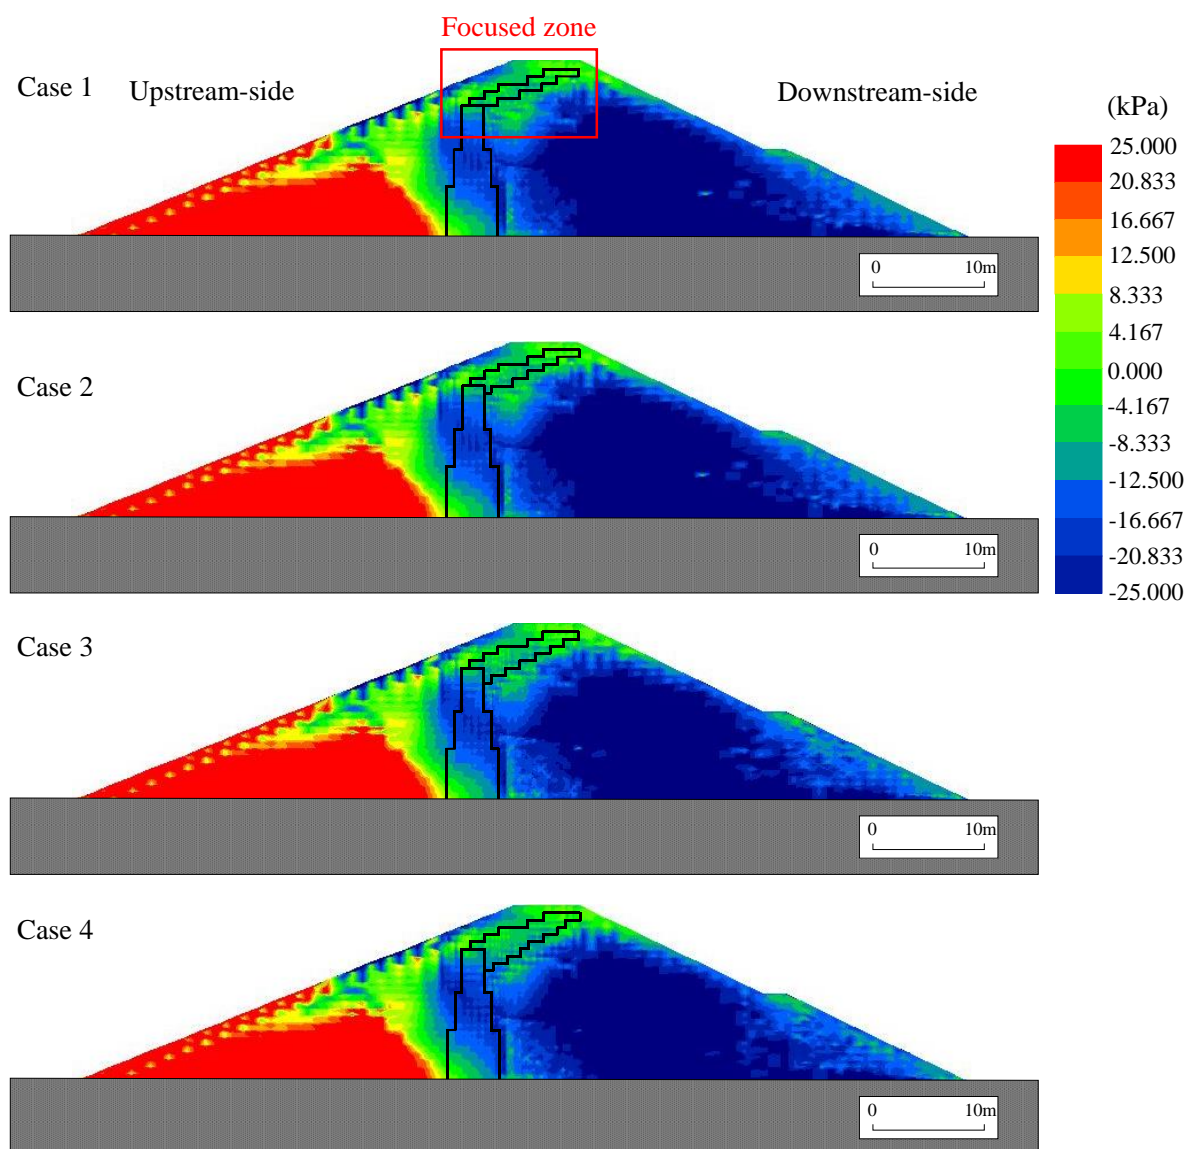 Focused zone
Case 1
Upstream-side
Downstream-side
(kPa)
25.000
20.833
16.667
12.500
8.333
4.167
0.000
-4.167
-8.333
-12.500
-16.667
-20.833
-25.000
0 10m
Case 2
0 10m
Case 3
0 10m
Case 4
0 10m